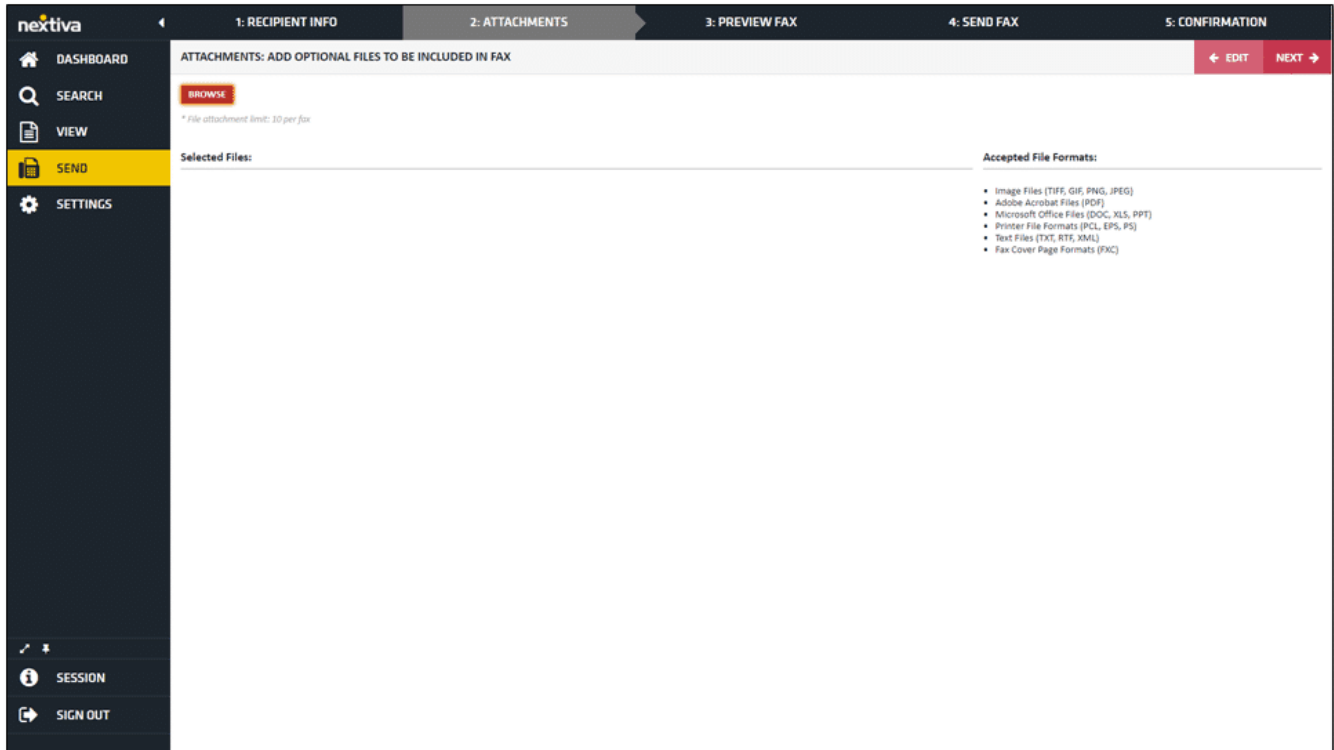 nextiva
1: RECIPIENT INFO
2: ATTACHMENTS
3: PREVIEW FAX
4: SEND FAX
5: CONFIRMATION
DASHBOARD
SEARCH
VIEW
SEND
SETTINGS
ATTACHMENTS: ADD OPTIONAL FILES TO BE INCLUDED IN FAX
EDIT
NEXT
BROWSE
* File attachment limit: 10 per fax
Selected Files:
Accepted File Formats:
Image Files (TIFF, GIF, PNG, JPEG)
Adobe Acrobat Files (PDF)
Microsoft Office Files (DOC, XLS, PPT)
Printer File Formats (PCL, EPS, PS)
Text Files (TXT, RTF, XML)
Fax Cover Page Formats (FXC)
SESSION
SIGN OUT